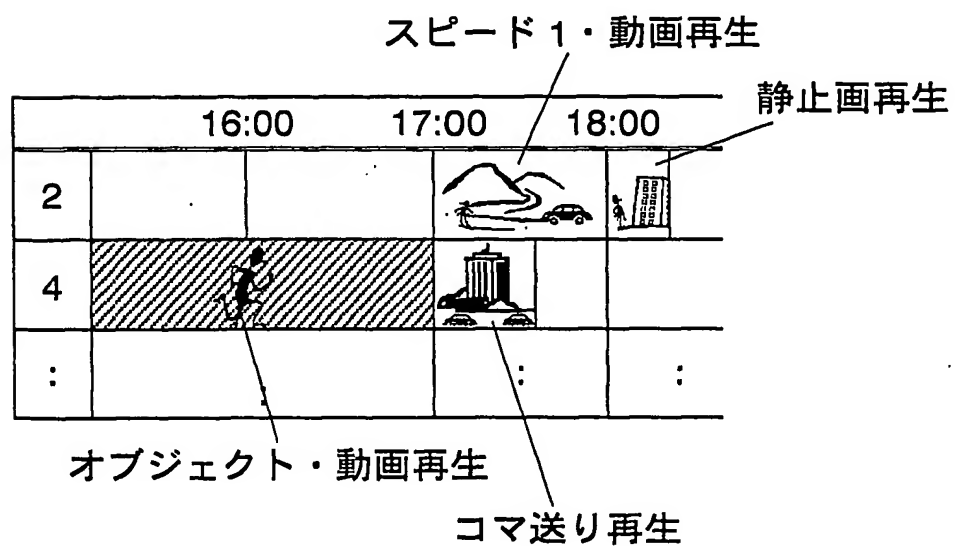 スピード1・動画再生
静止画再生
16:00 17:00 18:00
2
4
: : : :
オブジェクト・動画再生
コマ送り再生